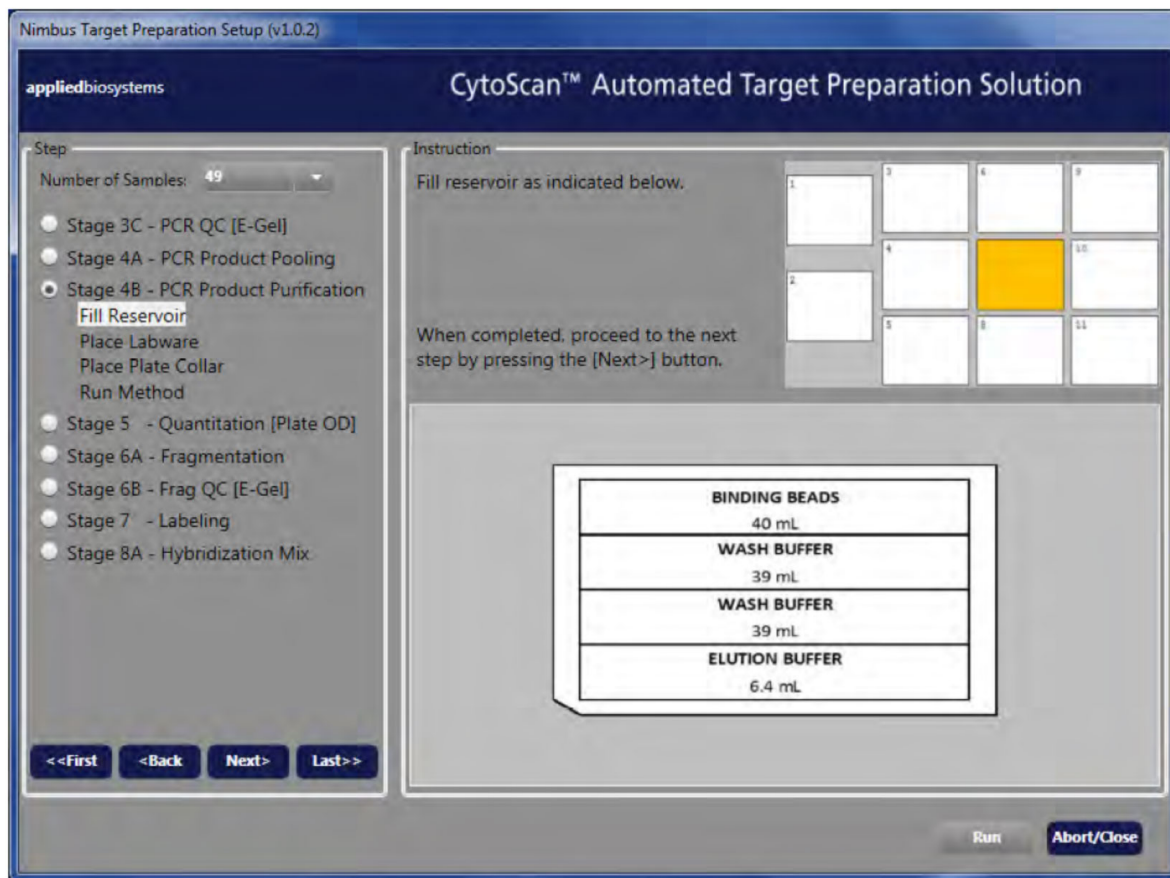 Nimbus Target Preparation Setup (v1.0.2)
appliedbiosystems
CytoScan™ Automated Target Preparation Solution
Step
Number of Samples: 49
Stage 3C - PCR QC [E-Gel]
Stage 4A - PCR Product Pooling
Stage 4B - PCR Product Purification
Fill Reservoir
Place Labware
Place Plate Collar
Run Method
Stage 5 - Quantitation [Plate OD]
Stage 6A - Fragmentation
Stage 6B - Frag QC [E-Gel]
Stage 7 - Labeling
Stage 8A - Hybridization Mix
<<First
<Back
Next>
Last>>
Instruction
Fill reservoir as indicated below.
When completed, proceed to the next
step by pressing the [Next>] button.
1
2
3
4
5
6
8
9
10
11
BINDING BEADS
40 mL
WASH BUFFER
39 mL
WASH BUFFER
39 mL
ELUTION BUFFER
6.4 mL
Run
Abort/Close